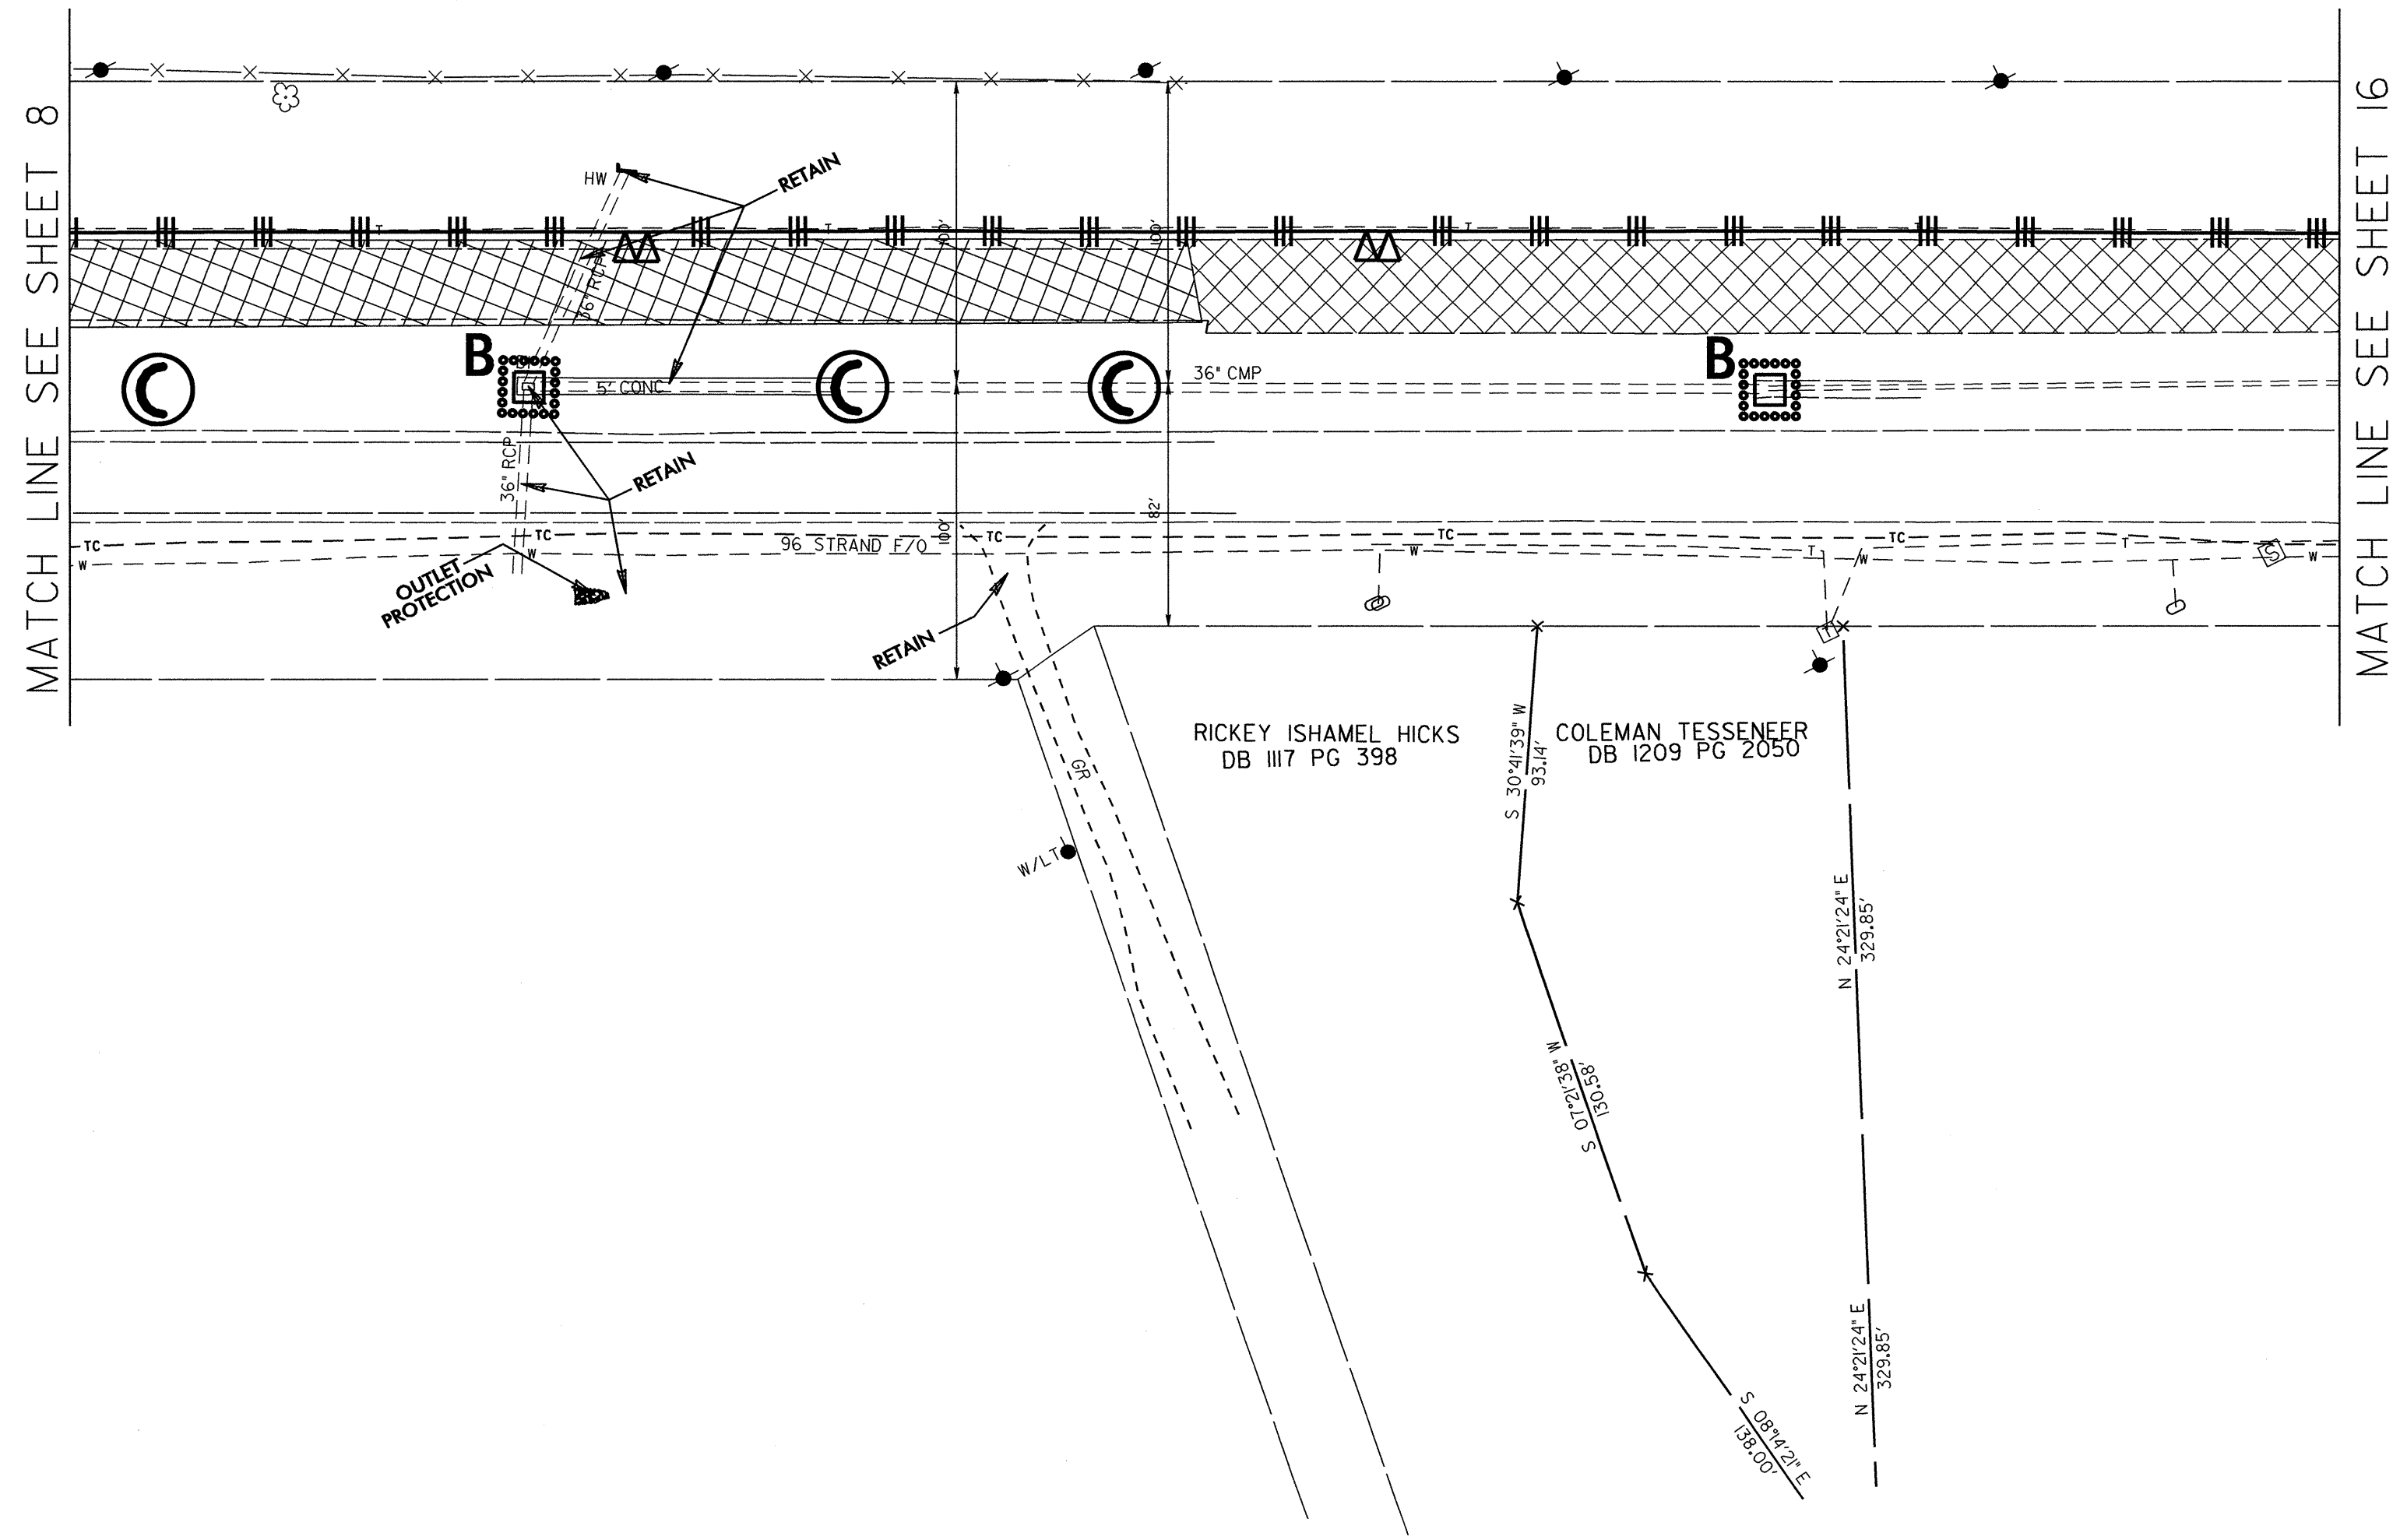 MATCH LINE SEE SHEET 8
MATCH LINE SEE SHEET 16
HW
RETAIN
T
T
T
T
100'
100'
36" RCP
B
B
5' CONC
36" CMP
36" RCP
RETAIN
TC
TC
TC
TC
TC
W
W
W
W
W
T
T
S
T
96 STRAND F/O
100'
82'
OUTLET
PROTECTION
RETAIN
RICKEY ISHAMEL HICKS
DB 1117 PG 398
COLEMAN TESSENEER
DB 1209 PG 2050
S 30°41'39" W
93.14'
GR
W/LT
N 24°21'24" E
329.85'
S 07°21'38" W
130.58'
N 24°21'24" E
329.85'
S 08°14'21" E
138.00'